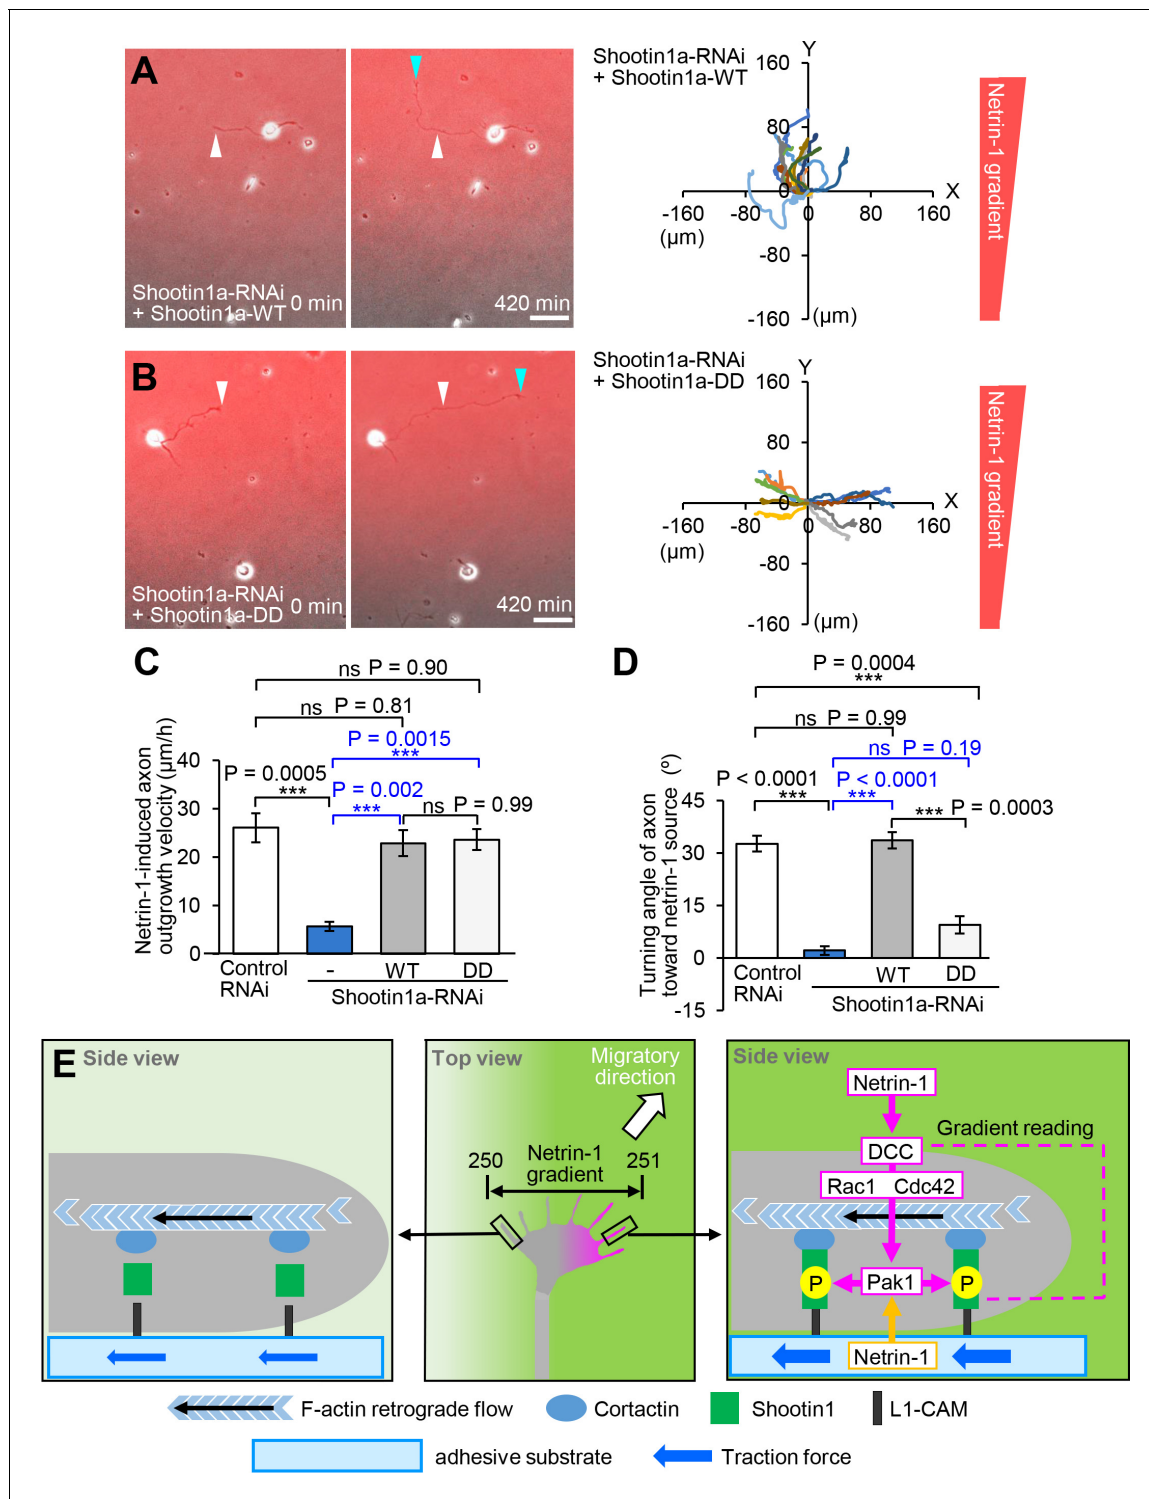 A
Shootin1a-RNAi
+ Shootin1a-WT
0 min
420 min
Shootin1a-RNAi
+ Shootin1a-WT
Y
160
80
0
X
-160
-80
0
80
160
(µm)
-80
-160
(µm)
Netrin-1 gradient
B
Shootin1a-RNAi
+ Shootin1a-DD
0 min
420 min
Shootin1a-RNAi
+ Shootin1a-DD
Y
160
80
0
X
-160
-80
0
80
160
(µm)
-80
-160
(µm)
Netrin-1 gradient
C
ns P = 0.90
ns P = 0.81
P = 0.0015
***
P = 0.0005
***
P = 0.002
***
ns P = 0.99
Netrin-1-induced axon
outgrowth velocity (µm/h)
40
30
20
10
0
Control
RNAi
-
WT
DD
Shootin1a-RNAi
D
P = 0.0004
***
ns P = 0.99
ns P = 0.19
P < 0.0001
***
P < 0.0001
***
*** P = 0.0003
Turning angle of axon
toward netrin-1 source (º)
45
30
15
0
-15
Control
RNAi
WT
DD
Shootin1a-RNAi
E
Side view
Top view
Migratory
direction
250
Netrin-1
gradient
251
Side view
Netrin-1
Gradient reading
DCC
Rac1 Cdc42
P
Pak1
P
Netrin-1
F-actin retrograde flow
Cortactin
Shootin1
L1-CAM
adhesive substrate
Traction force